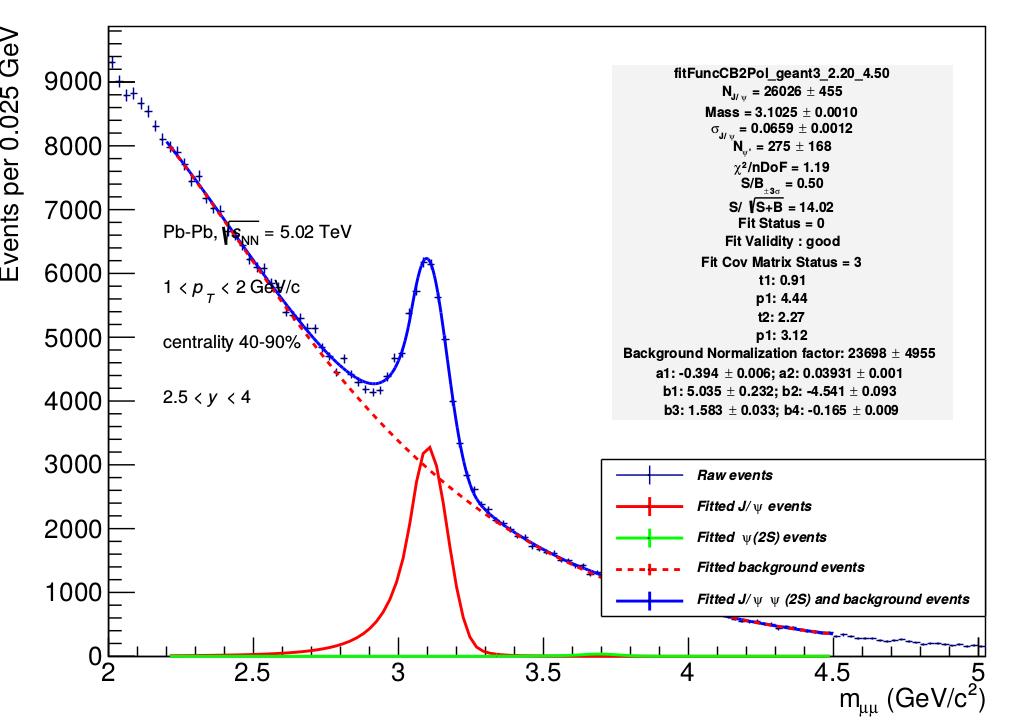 Events per 0.025 GeV
9000
8000
7000
6000
5000
4000
3000
2000
1000
0
2
2.5
3
3.5
4
4.5
5
m_μμ (GeV/c²)
Pb-Pb, √s_NN = 5.02 TeV
1 < p_T < 2 GeV/c
centrality 40-90%
2.5 < y < 4
fitFuncCB2Pol_geant3_2.20_4.50
N_J/ψ = 26026 ± 455
Mass = 3.1025 ± 0.0010
σ_J/ψ = 0.0659 ± 0.0012
N_ψ' = 275 ± 168
χ²/nDoF = 1.19
S/B_±3σ = 0.50
S/ √S+B = 14.02
Fit Status = 0
Fit Validity : good
Fit Cov Matrix Status = 3
t1: 0.91
p1: 4.44
t2: 2.27
p1: 3.12
Background Normalization factor: 23698 ± 4955
a1: -0.394 ± 0.006; a2: 0.03931 ± 0.001
b1: 5.035 ± 0.232; b2: -4.541 ± 0.093
b3: 1.583 ± 0.033; b4: -0.165 ± 0.009
Raw events
Fitted J/ψ events
Fitted ψ(2S) events
Fitted background events
Fitted J/ψ ψ (2S) and background events